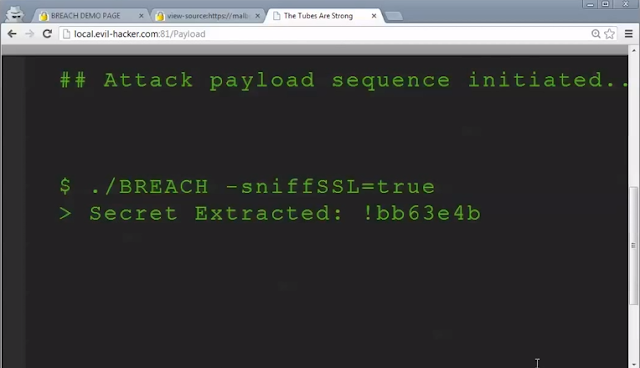 BREACH DEMO PAGE
view-source:https://mail
The Tubes Are Strong
local.evil-hacker.com:81/Payload
## Attack payload sequence initiated..
$ ./BREACH -sniffSSL=true
> Secret Extracted: !bb63e4b